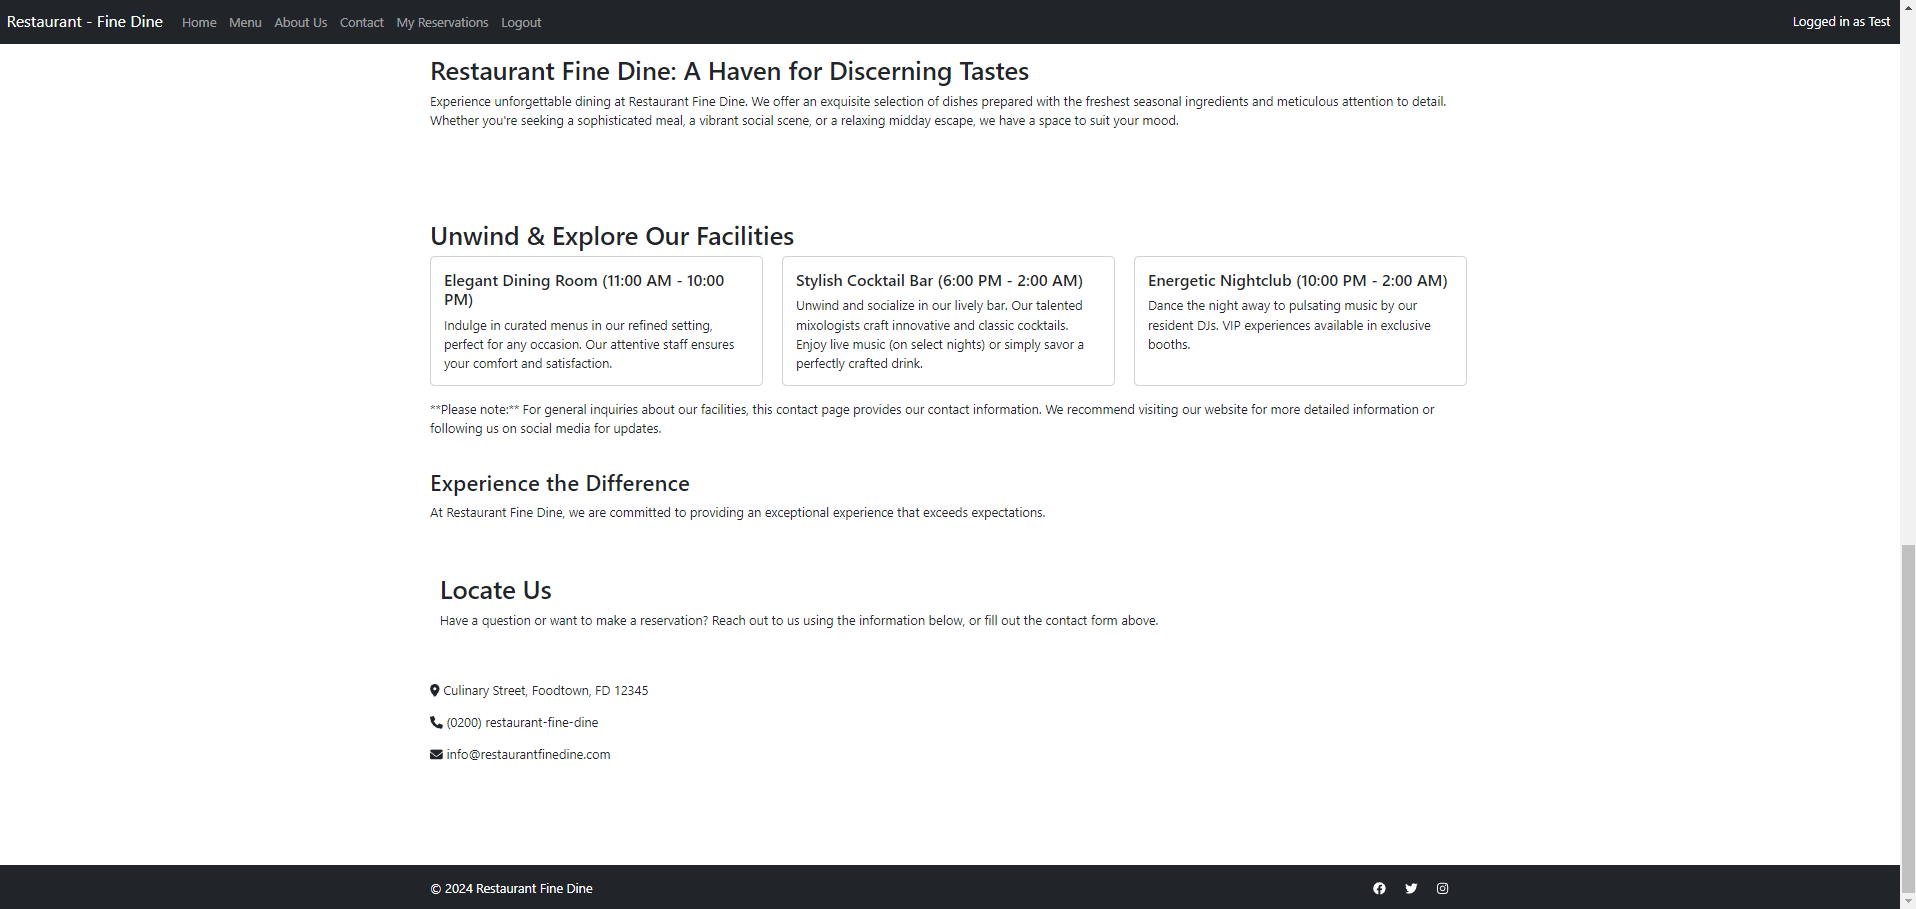 Restaurant - Fine Dine Home Menu About Us Contact My Reservations Logout Logged in as Test
Restaurant Fine Dine: A Haven for Discerning Tastes
Experience unforgettable dining at Restaurant Fine Dine. We offer an exquisite selection of dishes prepared with the freshest seasonal ingredients and meticulous attention to detail.
Whether you're seeking a sophisticated meal, a vibrant social scene, or a relaxing midday escape, we have a space to suit your mood.
Unwind & Explore Our Facilities
Elegant Dining Room (11:00 AM - 10:00
PM)
Indulge in curated menus in our refined setting,
perfect for any occasion. Our attentive staff ensures
your comfort and satisfaction.
Stylish Cocktail Bar (6:00 PM - 2:00 AM)
Unwind and socialize in our lively bar. Our talented
mixologists craft innovative and classic cocktails.
Enjoy live music (on select nights) or simply savor a
perfectly crafted drink.
Energetic Nightclub (10:00 PM - 2:00 AM)
Dance the night away to pulsating music by our
resident DJs. VIP experiences available in exclusive
booths.
**Please note:** For general inquiries about our facilities, this contact page provides our contact information. We recommend visiting our website for more detailed information or
following us on social media for updates.
Experience the Difference
At Restaurant Fine Dine, we are committed to providing an exceptional experience that exceeds expectations.
Locate Us
Have a question or want to make a reservation? Reach out to us using the information below, or fill out the contact form above.
Culinary Street, Foodtown, FD 12345
(0200) restaurant-fine-dine
info@restaurantfinedine.com
© 2024 Restaurant Fine Dine